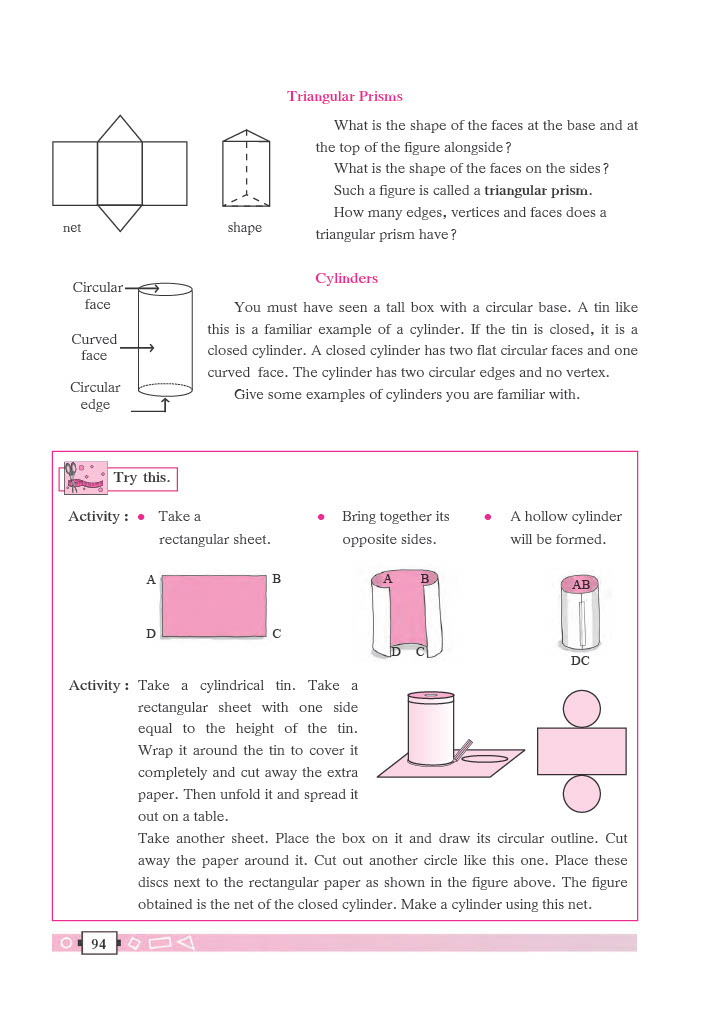 Triangular Prisms
What is the shape of the faces at the base and at
the top of the figure alongside?
What is the shape of the faces on the sides?
Such a figure is called a triangular prism.
How many edges, vertices and faces does a
triangular prism have?
net
shape
Cylinders
Circular
face
Curved
face
Circular
edge
You must have seen a tall box with a circular base. A tin like
this is a familiar example of a cylinder. If the tin is closed, it is a
closed cylinder. A closed cylinder has two flat circular faces and one
curved face. The cylinder has two circular edges and no vertex.
Give some examples of cylinders you are familiar with.
Try this.
Activity : • Take a
rectangular sheet.
• Bring together its
opposite sides.
• A hollow cylinder
will be formed.
A B
D C
A B
D C
AB
DC
Activity : Take a cylindrical tin. Take a
rectangular sheet with one side
equal to the height of the tin.
Wrap it around the tin to cover it
completely and cut away the extra
paper. Then unfold it and spread it
out on a table.
Take another sheet. Place the box on it and draw its circular outline. Cut
away the paper around it. Cut out another circle like this one. Place these
discs next to the rectangular paper as shown in the figure above. The figure
obtained is the net of the closed cylinder. Make a cylinder using this net.
94